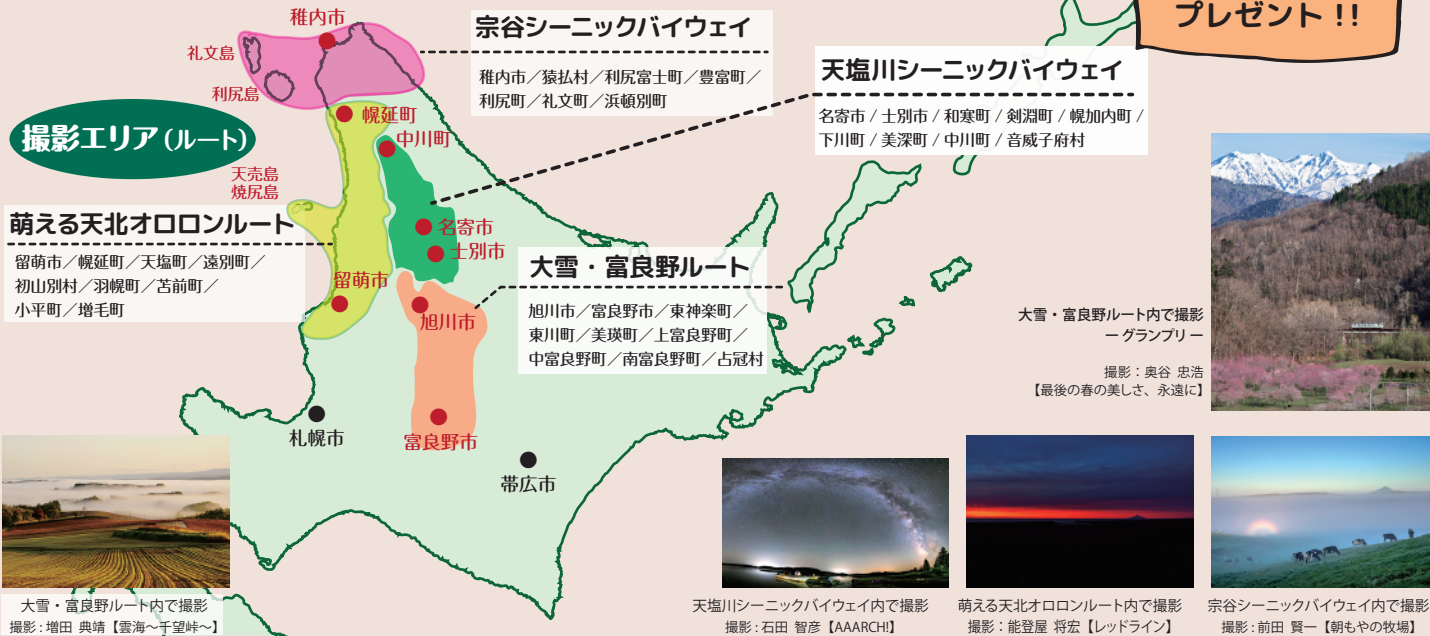 プレゼント !!
稚内市
礼文島
利尻島
宗谷シーニックバイウェイ
稚内市／猿払村／利尻富士町／豊富町／
利尻町／礼文町／浜頓別町
天塩川シーニックバイウェイ
名寄市 / 士別市 / 和寒町 / 剣淵町 / 幌加内町 /
下川町 / 美深町 / 中川町 / 音威子府村
撮影エリア（ルート）
幌延町
中川町
天売島
焼尻島
萌える天北オロロンルート
留萌市／幌延町／天塩町／遠別町／
初山別村／羽幌町／苫前町／
小平町／増毛町
名寄市
士別市
留萌市
旭川市
大雪・富良野ルート
旭川市／富良野市／東神楽町／
東川町／美瑛町／上富良野町／
中富良野町／南富良野町／占冠村
札幌市
富良野市
帯広市
大雪・富良野ルート内で撮影
ー グランプリ ー
撮影：奥谷 忠浩
【最後の春の美しさ、永遠に】
大雪・富良野ルート内で撮影
撮影：増田 典靖【雲海～千望峠～】
天塩川シーニックバイウェイ内で撮影
撮影：石田 智彦【AAARCH!】
萌える天北オロロンルート内で撮影
撮影：能登屋 将宏【レッドライン】
宗谷シーニックバイウェイ内で撮影
撮影：前田 賢一【朝もやの牧場】